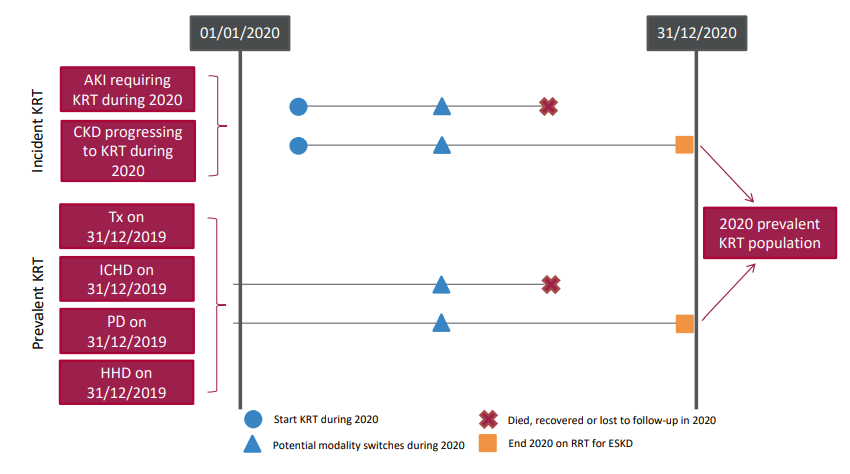 01/01/2020
31/12/2020
Incident KRT
AKI requiring
KRT during 2020
CKD progressing
to KRT during
2020
Prevalent KRT
Tx on
31/12/2019
ICHD on
31/12/2019
PD on
31/12/2019
HHD on
31/12/2019
2020 prevalent
KRT population
Start KRT during 2020
Died, recovered or lost to follow-up in 2020
Potential modality switches during 2020
End 2020 on RRT for ESKD